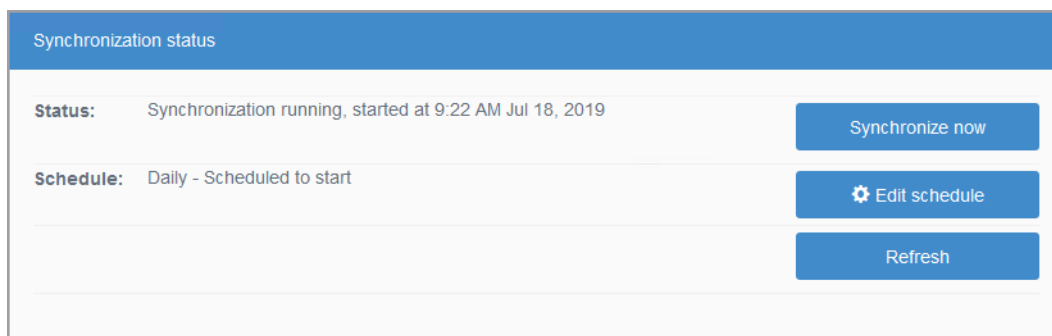 Synchronization status
Status: Synchronization running, started at 9:22 AM Jul 18, 2019
Synchronize now
Schedule: Daily - Scheduled to start
Edit schedule
Refresh